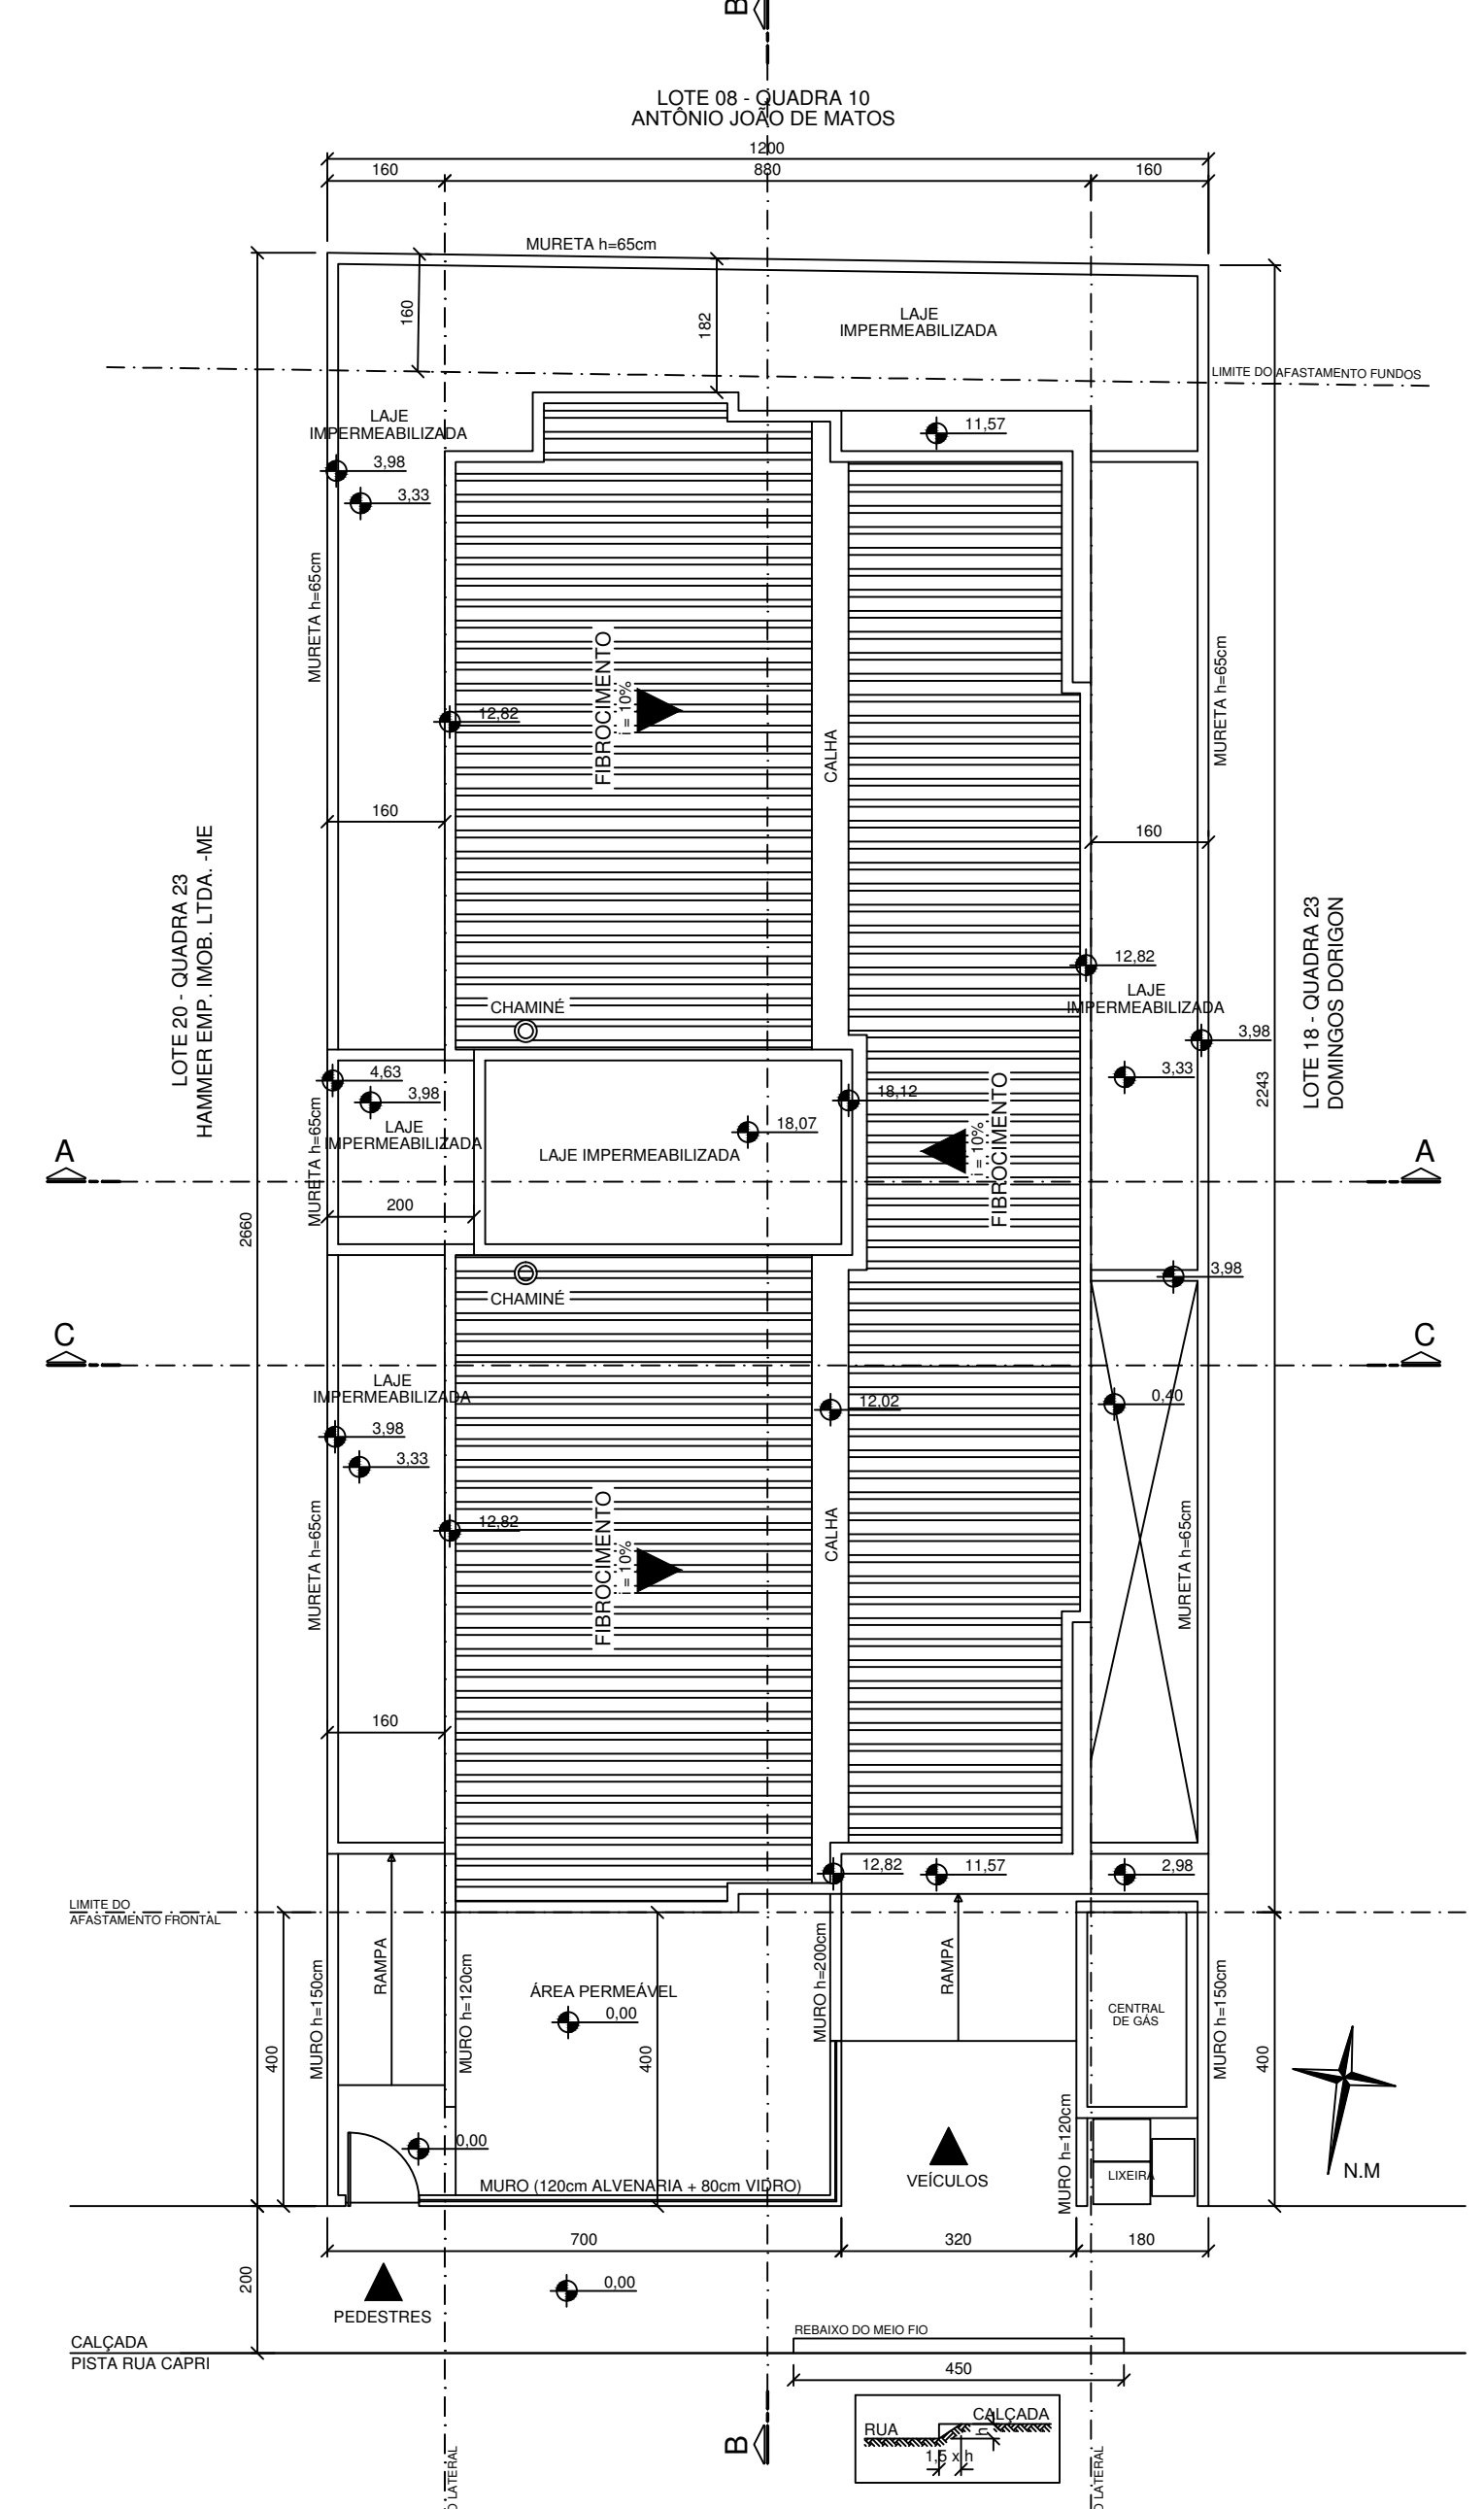 B
LOTE 08 - QUADRA 10
ANTÔNIO JOÃO DE MATOS
1200
160
880
160
MURETA h=65cm
160
182
LAJE
IMPERMEABILIZADA
LIMITE DO AFASTAMENTO FUNDOS
LAJE
IMPERMEABILIZADA
3,98
3,33
11,57
MURETA h=65cm
FIBROCIMENTO
i = 10%
12,82
CALHA
MURETA h=65cm
160
160
LOTE 20 - QUADRA 23
HAMMER EMP. IMOB. LTDA. -ME
LOTE 18 - QUADRA 23
DOMINGOS DORIGON
12,82
LAJE
IMPERMEABILIZADA
3,98
3,33
CHAMINÉ
4,63
3,98
LAJE
IMPERMEABILIZADA
MURETA h=65cm
18,12
18,07
LAJE IMPERMEABILIZADA
FIBROCIMENTO
i = 10%
2243
A
A
200
2660
3,98
CHAMINÉ
C
C
LAJE
IMPERMEABILIZADA
3,98
3,33
12,02
0,40
MURETA h=65cm
12,82
FIBROCIMENTO
i = 10%
CALHA
MURETA h=65cm
160
12,82
11,57
2,98
LIMITE DO
AFASTAMENTO FRONTAL
RAMPA
MURO h=150cm
MURO h=120cm
ÁREA PERMEÁVEL
0,00
MURO h=200cm
RAMPA
CENTRAL
DE GÁS
MURO h=150cm
400
400
400
0,00
MURO (120cm ALVENARIA + 80cm VIDRO)
VEÍCULOS
MURO h=120cm
LIXEIRA
N.M
700
320
180
200
PEDESTRES
0,00
REBAIXO DO MEIO FIO
CALÇADA
PISTA RUA CAPRI
450
RUA
CALÇADA
h
1,5 x h
B
O LATERAL
O LATERAL